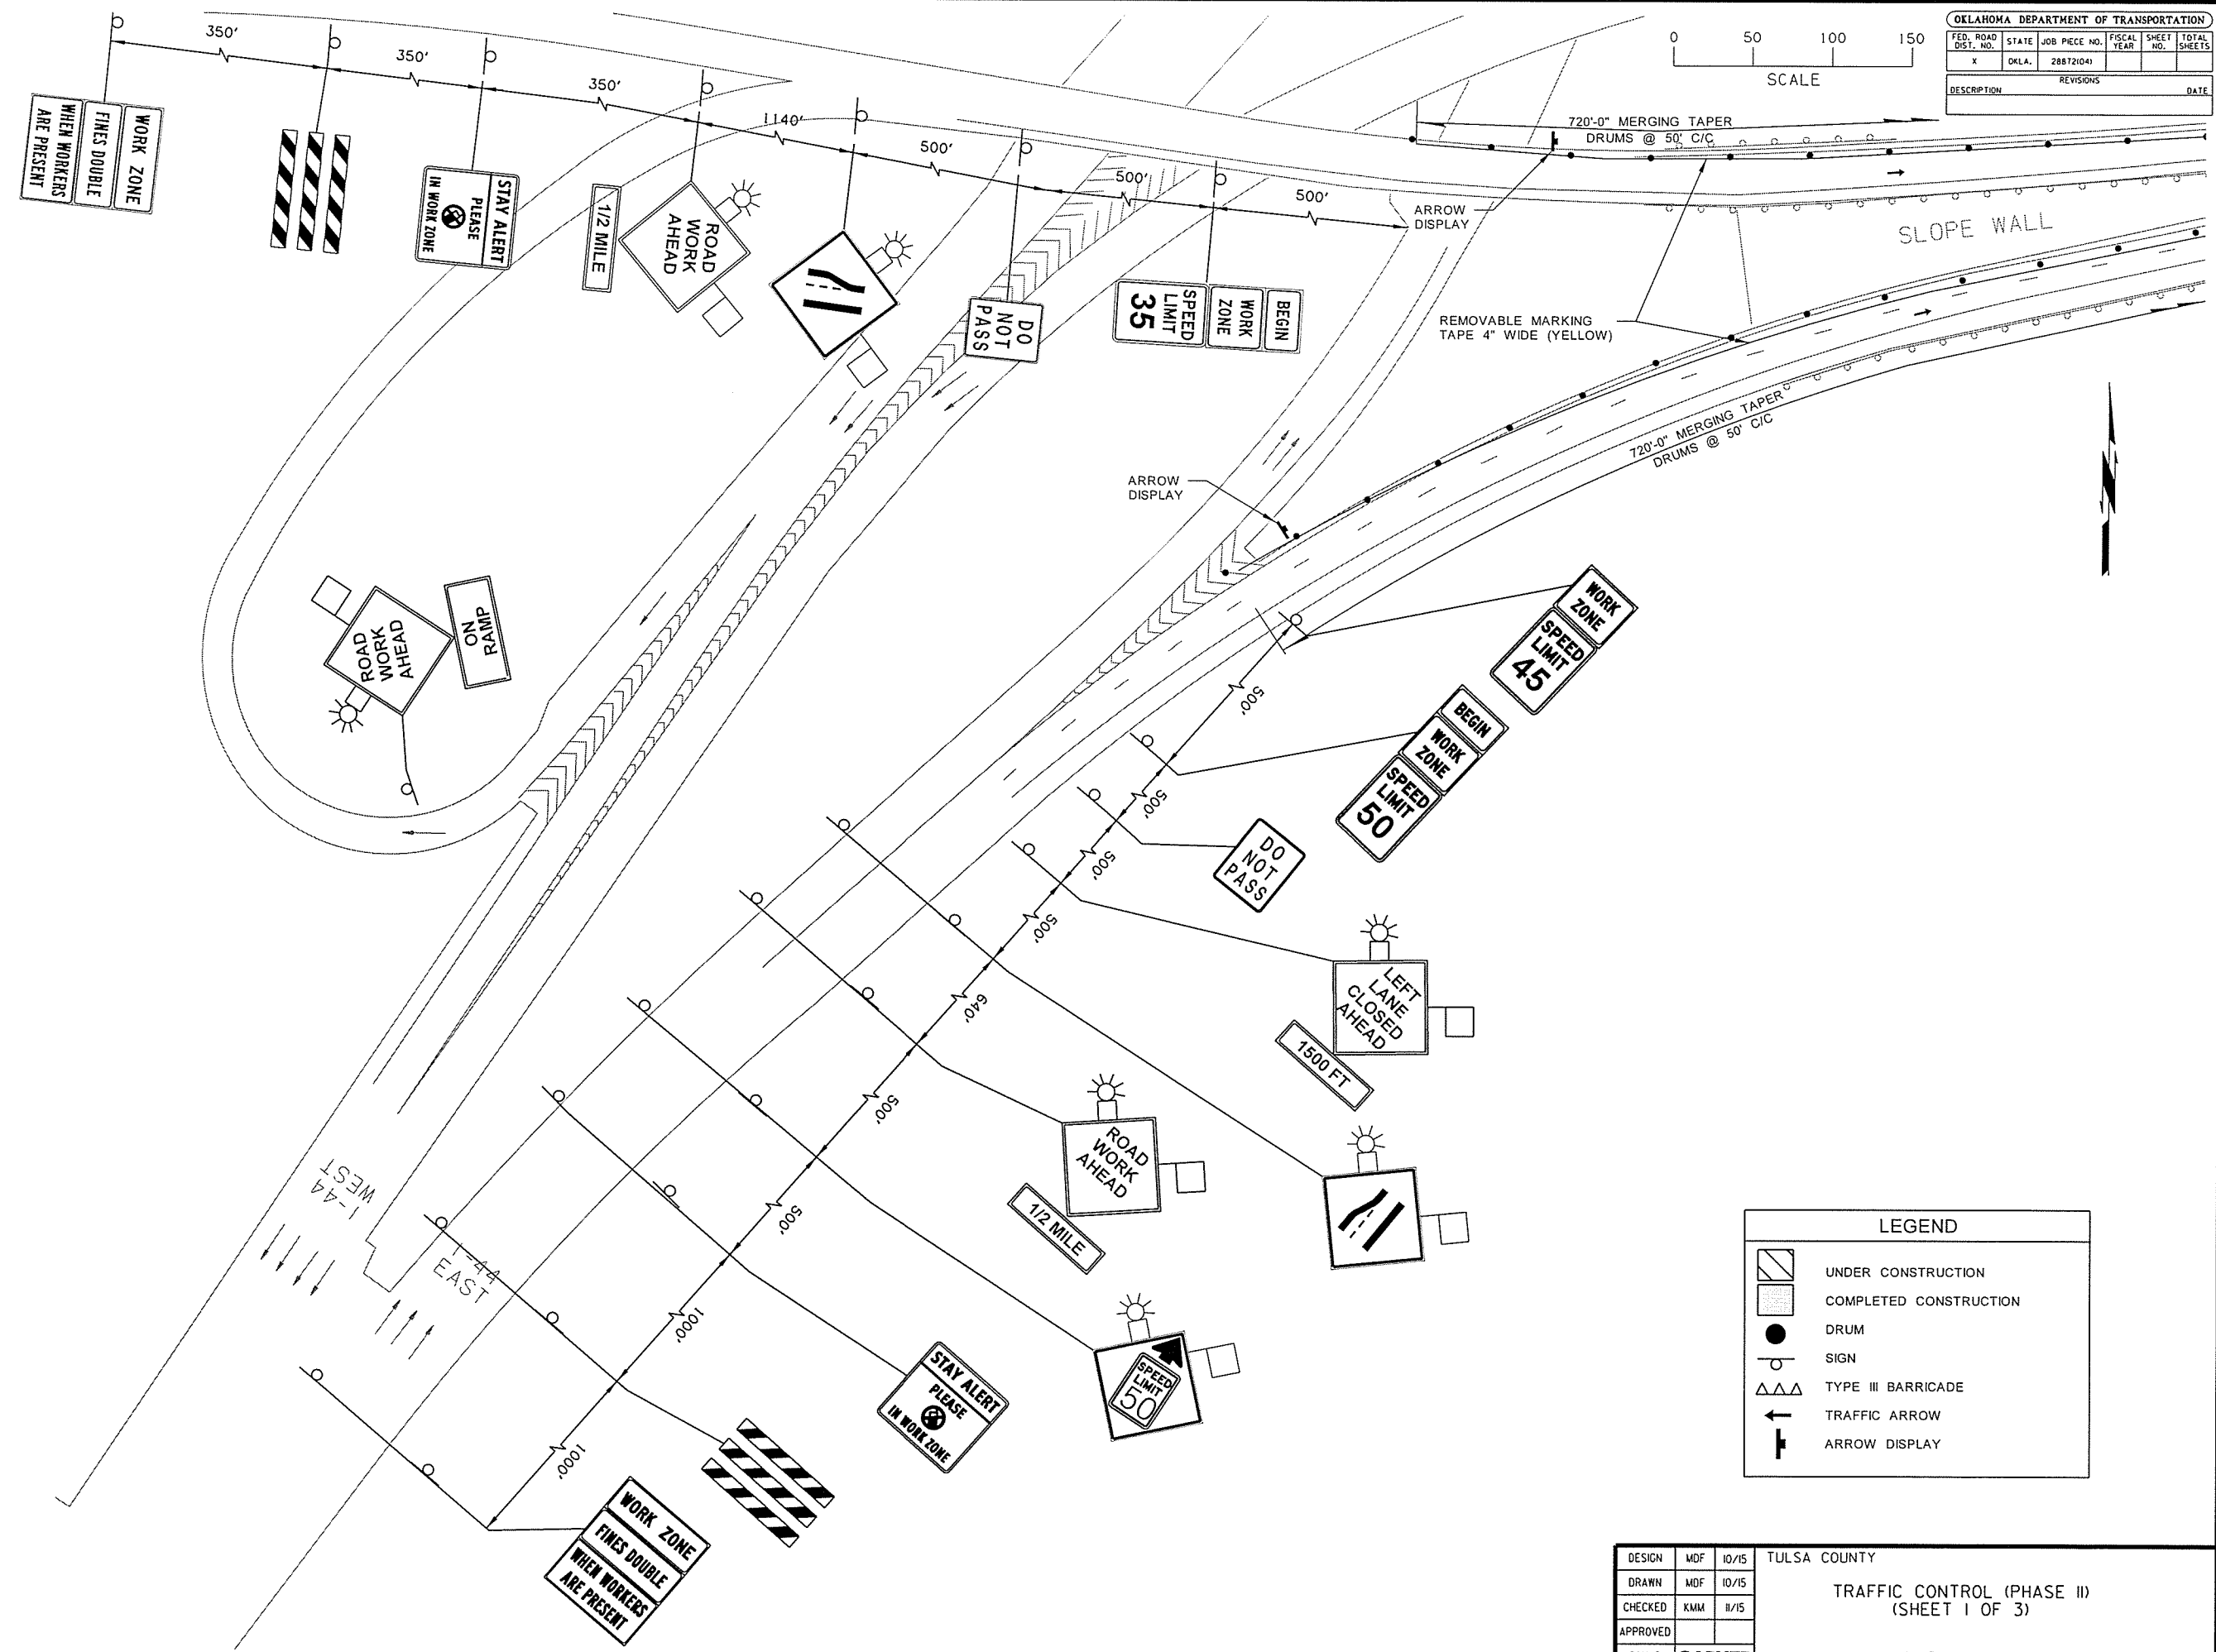 OKLAHOMA DEPARTMENT OF TRANSPORTATION
FED. ROAD DIST. NO.
STATE
JOB PIECE NO.
FISCAL YEAR
SHEET NO.
TOTAL SHEETS
X
OKLA.
28872(04)
REVISIONS
DESCRIPTION
DATE
0
50
100
150
SCALE
350'
350'
350'
1140'
500'
500'
500'
WORK ZONE
FINES DOUBLE
WHEN WORKERS
ARE PRESENT
STAY ALERT
PLEASE
IN WORK ZONE
1/2 MILE
ROAD
WORK
AHEAD
DO
NOT
PASS
BEGIN
WORK
ZONE
SPEED
LIMIT
35
720'-0" MERGING TAPER
DRUMS @ 50' C/C
ARROW
DISPLAY
SLOPE WALL
REMOVABLE MARKING
TAPE 4" WIDE (YELLOW)
720'-0" MERGING TAPER
DRUMS @ 50' C/C
ARROW
DISPLAY
ROAD
WORK
AHEAD
ON
RAMP
WORK
ZONE
SPEED
LIMIT
45
500'
BEGIN
WORK
ZONE
SPEED
LIMIT
50
500'
DO
NOT
PASS
500'
500'
LEFT
LANE
CLOSED
AHEAD
1500 FT
640'
500'
ROAD
WORK
AHEAD
1/2 MILE
500'
1000'
SPEED
LIMIT
50
STAY ALERT
PLEASE
IN WORK ZONE
1000'
WORK ZONE
FINES DOUBLE
WHEN WORKERS
ARE PRESENT
I-44
WEST
I-44
EAST
LEGEND
UNDER CONSTRUCTION
COMPLETED CONSTRUCTION
DRUM
SIGN
TYPE III BARRICADE
TRAFFIC ARROW
ARROW DISPLAY
DESIGN MDF 10/15
DRAWN MDF 10/15
CHECKED KMM 11/15
APPROVED
TULSA COUNTY
TRAFFIC CONTROL (PHASE II)
(SHEET 1 OF 3)